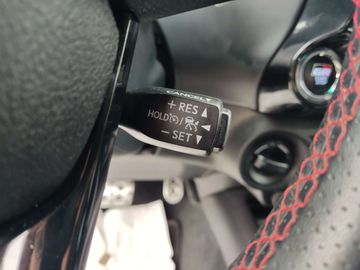 CANCEL
+ RES ▲
HOLD / ◀
− SET ▼